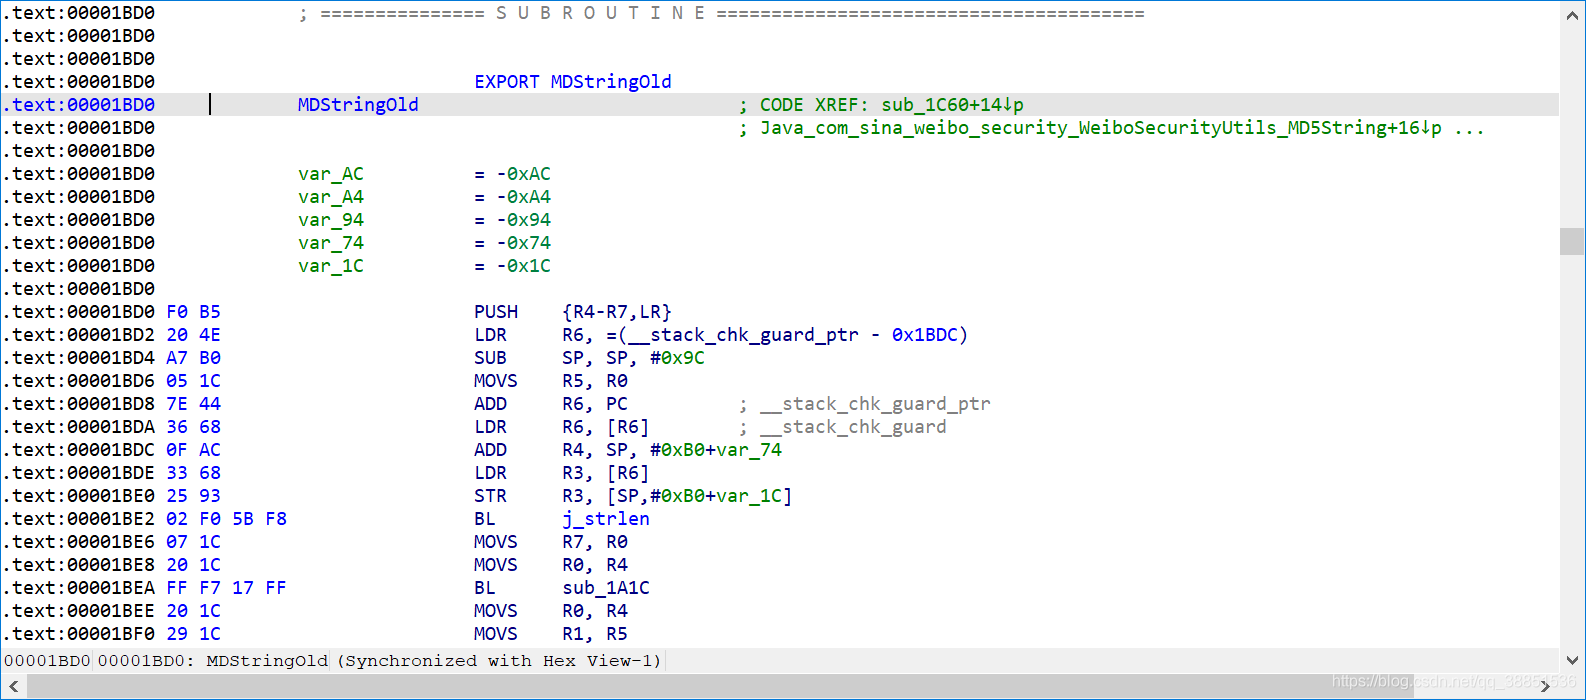 .text:00001BD0 ; =============== S U B R O U T I N E =======================================
.text:00001BD0
.text:00001BD0
.text:00001BD0 EXPORT MDStringOld
.text:00001BD0 MDStringOld ; CODE XREF: sub_1C60+14↓p
.text:00001BD0 ; Java_com_sina_weibo_security_WeiboSecurityUtils_MD5String+16↓p ...
.text:00001BD0
.text:00001BD0 var_AC = -0xAC
.text:00001BD0 var_A4 = -0xA4
.text:00001BD0 var_94 = -0x94
.text:00001BD0 var_74 = -0x74
.text:00001BD0 var_1C = -0x1C
.text:00001BD0
.text:00001BD0 F0 B5 PUSH {R4-R7,LR}
.text:00001BD2 20 4E LDR R6, =(__stack_chk_guard_ptr - 0x1BDC)
.text:00001BD4 A7 B0 SUB SP, SP, #0x9C
.text:00001BD6 05 1C MOVS R5, R0
.text:00001BD8 7E 44 ADD R6, PC ; __stack_chk_guard_ptr
.text:00001BDA 36 68 LDR R6, [R6] ; __stack_chk_guard
.text:00001BDC 0F AC ADD R4, SP, #0xB0+var_74
.text:00001BDE 33 68 LDR R3, [R6]
.text:00001BE0 25 93 STR R3, [SP,#0xB0+var_1C]
.text:00001BE2 02 F0 5B F8 BL j_strlen
.text:00001BE6 07 1C MOVS R7, R0
.text:00001BE8 20 1C MOVS R0, R4
.text:00001BEA FF F7 17 FF BL sub_1A1C
.text:00001BEE 20 1C MOVS R0, R4
.text:00001BF0 29 1C MOVS R1, R5
00001BD0 00001BD0: MDStringOld (Synchronized with Hex View-1)